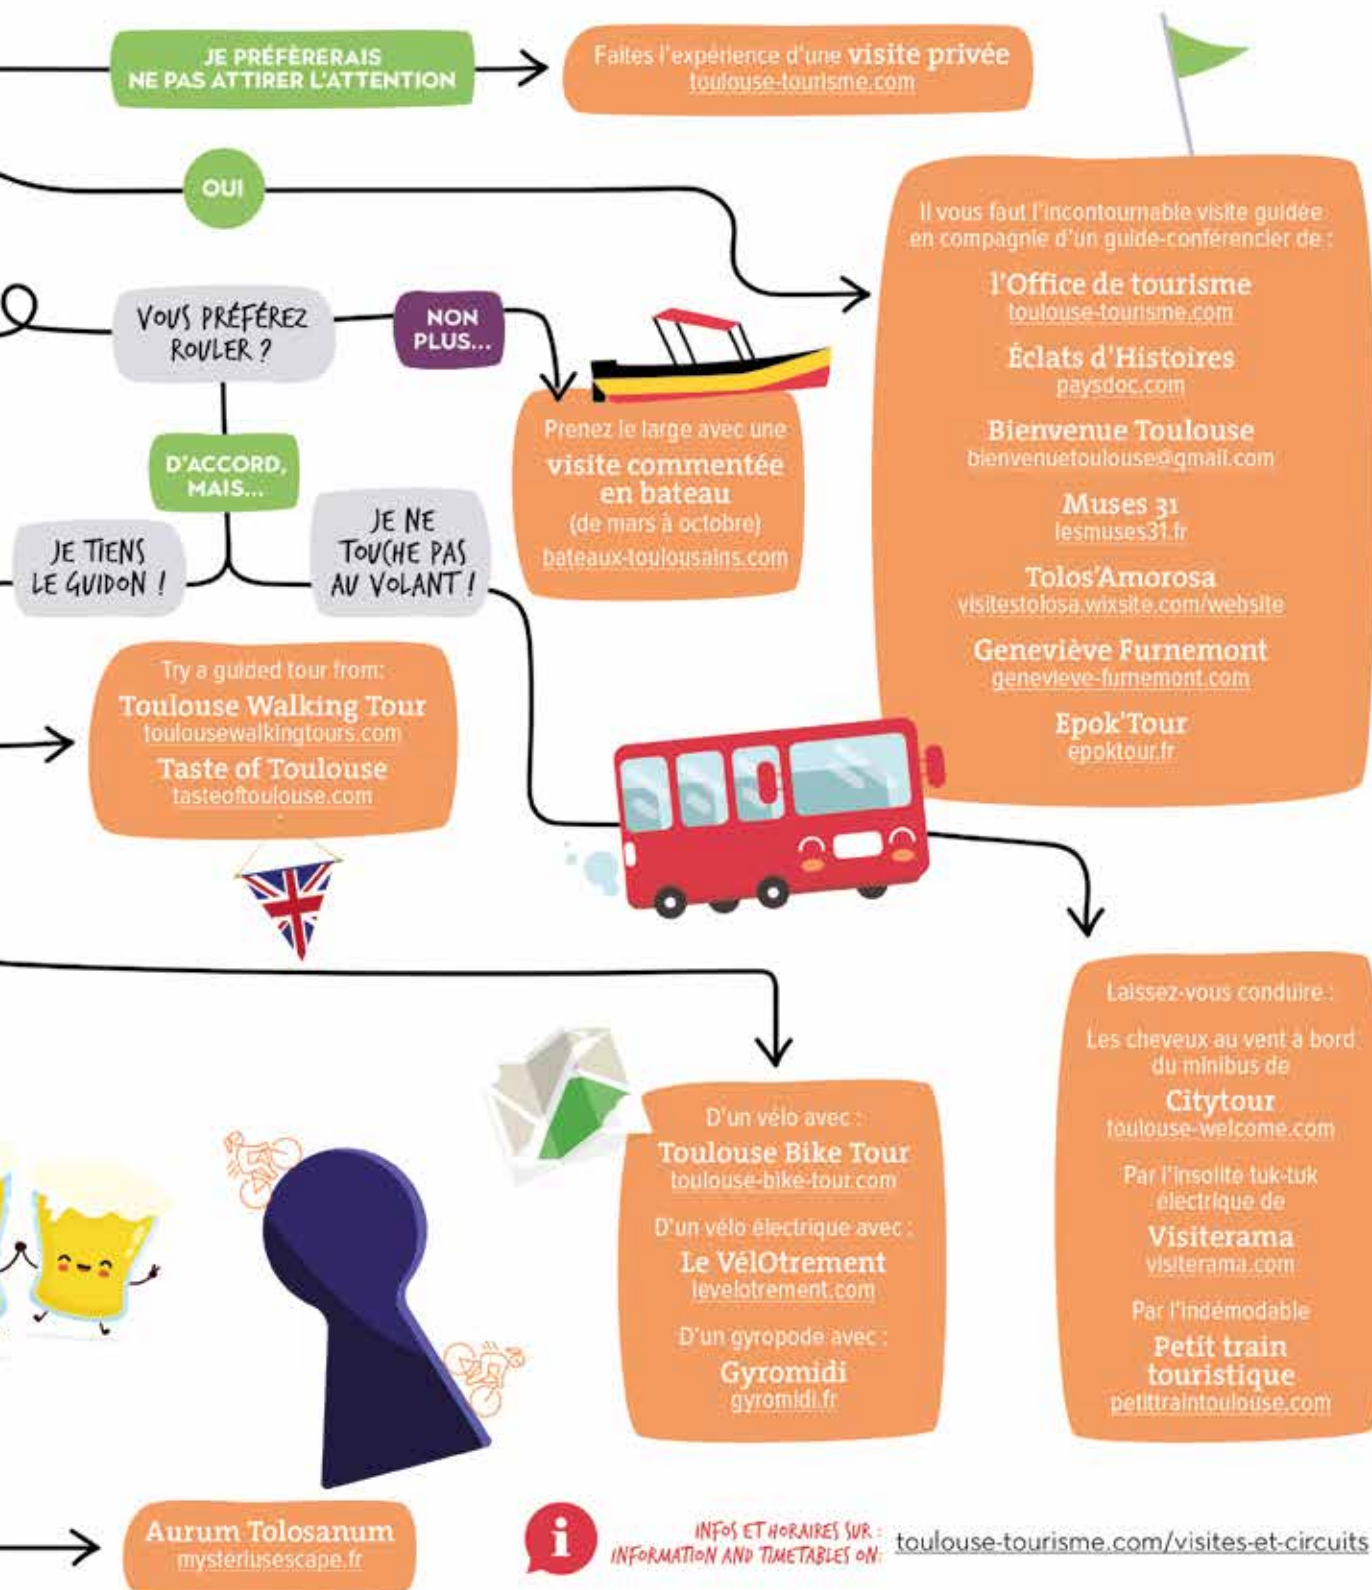 JE PRÉFÈRERAIS
NE PAS ATTIRER L'ATTENTION
Faites l'expérience d'une visite privée
toulouse-tourisme.com
OUI
Il vous faut l'incontournable visite guidée
en compagnie d'un guide-conférencier de :
l'Office de tourisme
toulouse-tourisme.com
Éclats d'Histoires
paysdoc.com
Bienvenue Toulouse
bienvenuetoulouse@gmail.com
Muses 31
lesmuses31.fr
Tolos'Amorosa
visitestolosa.wixsite.com/website
Geneviève Furnemont
genevieve-furnemont.com
Epok'Tour
epoktour.fr
VOUS PRÉFÉREZ
ROULER ?
NON
PLUS...
Prenez le large avec une
visite commentée
en bateau
(de mars à octobre)
bateaux-toulousains.com
D'ACCORD,
MAIS...
JE TIENS
LE GUIDON !
JE NE
TOUCHE PAS
AU VOLANT !
Try a guided tour from:
Toulouse Walking Tour
toulousewalkingtours.com
Taste of Toulouse
tasteoftoulouse.com
Laissez-vous conduire :
Les cheveux au vent à bord
du minibus de
Citytour
toulouse-welcome.com
Par l'insolite tuk-tuk
électrique de
Visiterama
visiterama.com
Par l'indémodable
Petit train
touristique
petittraintoulouse.com
D'un vélo avec :
Toulouse Bike Tour
toulouse-bike-tour.com
D'un vélo électrique avec :
Le VélOtrement
levelotrement.com
D'un gyropode avec :
Gyromidi
gyromidi.fr
Aurum Tolosanum
mysteriusescape.fr
i
INFOS ET HORAIRES SUR :
INFORMATION AND TIMETABLES ON:
toulouse-tourisme.com/visites-et-circuits